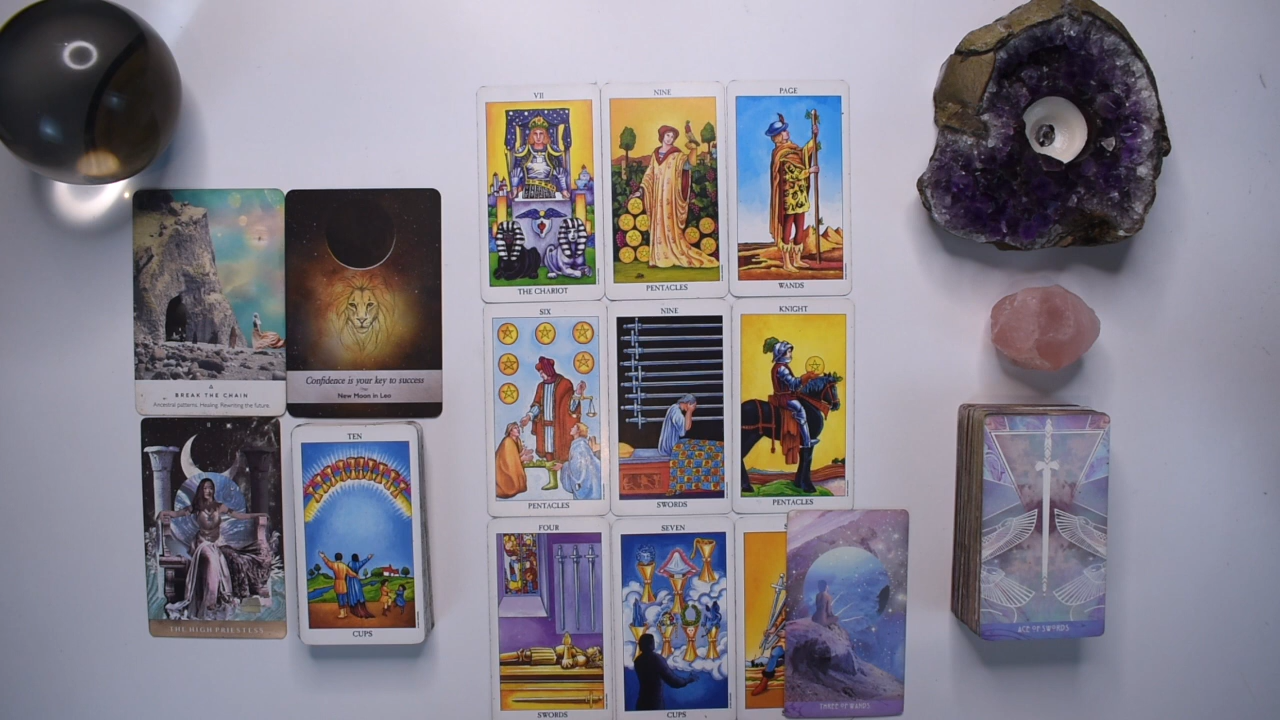 BREAK THE CHAIN
Ancestral patterns. Healing. Rewriting the future.
Confidence is your key to success
New Moon in Leo
THE HIGH PRIESTESS
TEN
CUPS
VII
THE CHARIOT
NINE
PENTACLES
PAGE
WANDS
SIX
PENTACLES
NINE
SWORDS
KNIGHT
PENTACLES
FOUR
SWORDS
SEVEN
CUPS
THREE OF WANDS
ACE OF SWORDS